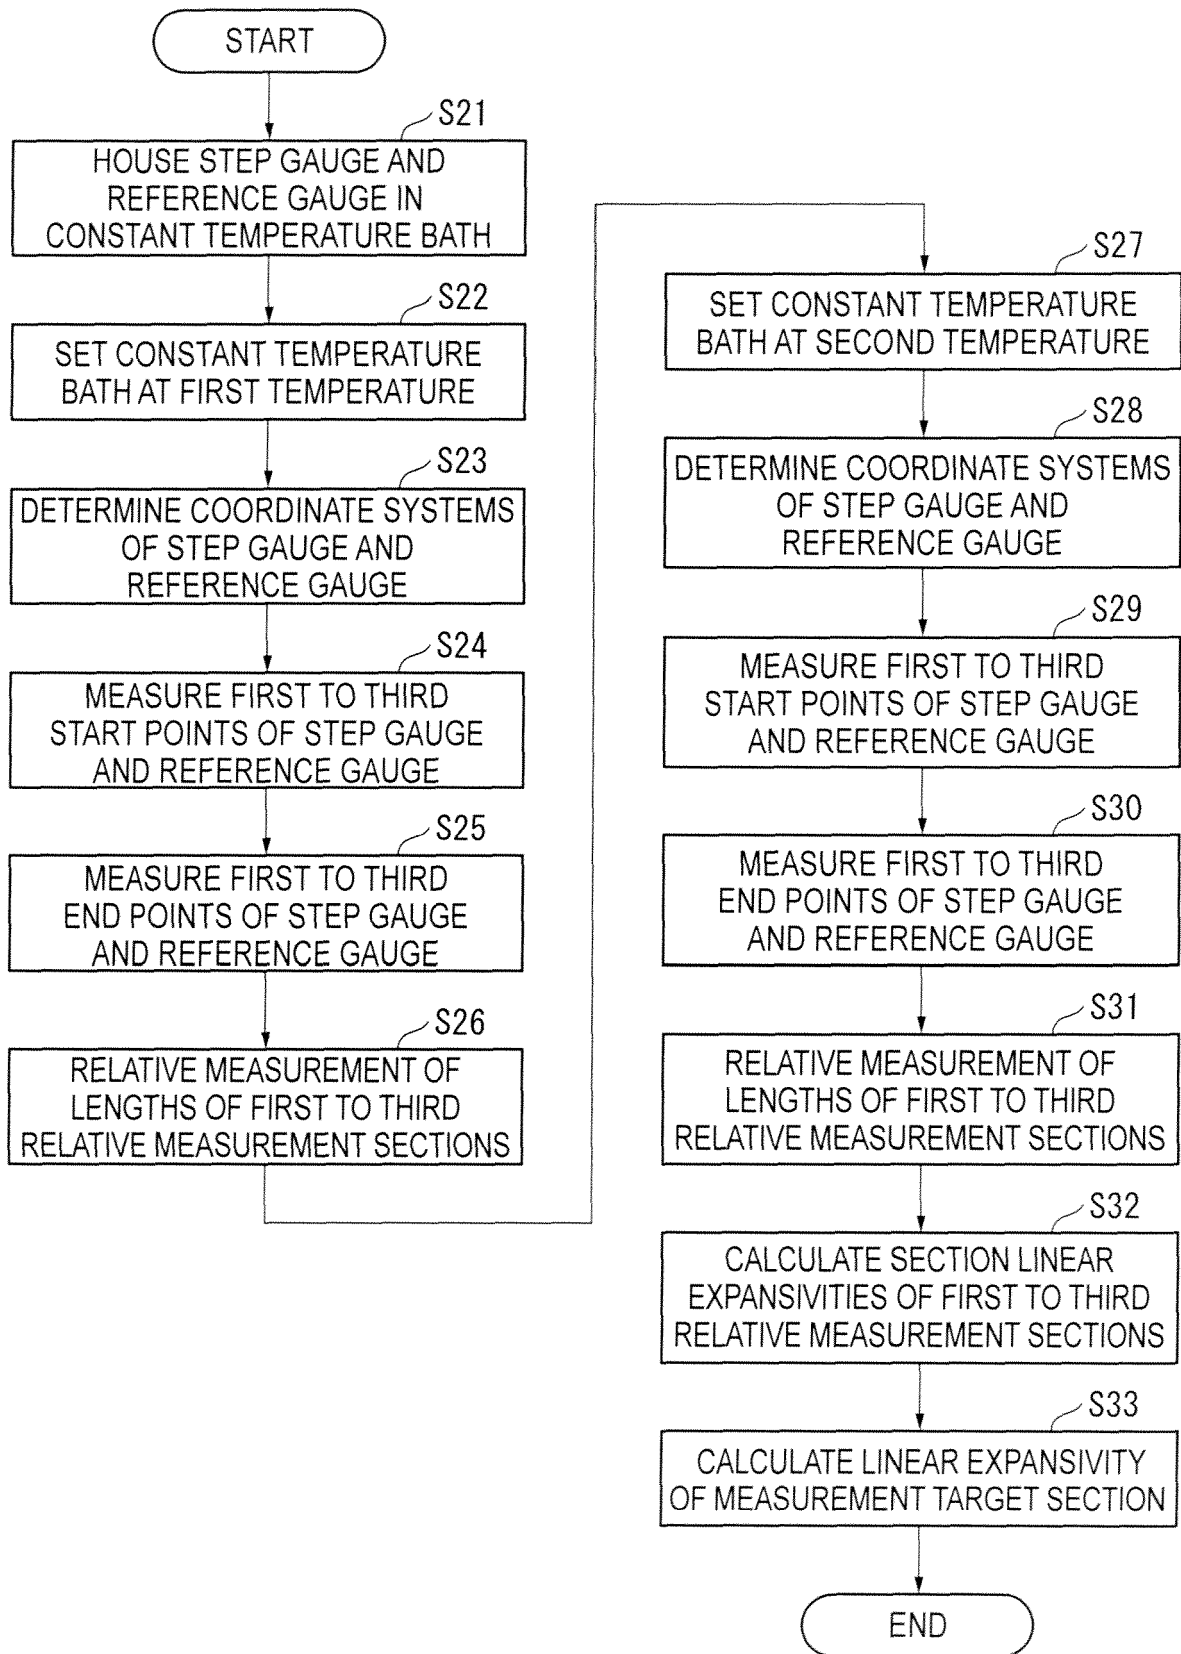 START
S21
HOUSE STEP GAUGE AND
REFERENCE GAUGE IN
CONSTANT TEMPERATURE BATH
S22
SET CONSTANT TEMPERATURE
BATH AT FIRST TEMPERATURE
S23
DETERMINE COORDINATE SYSTEMS
OF STEP GAUGE AND
REFERENCE GAUGE
S24
MEASURE FIRST TO THIRD
START POINTS OF STEP GAUGE
AND REFERENCE GAUGE
S25
MEASURE FIRST TO THIRD
END POINTS OF STEP GAUGE
AND REFERENCE GAUGE
S26
RELATIVE MEASUREMENT OF
LENGTHS OF FIRST TO THIRD
RELATIVE MEASUREMENT SECTIONS
S27
SET CONSTANT TEMPERATURE
BATH AT SECOND TEMPERATURE
S28
DETERMINE COORDINATE SYSTEMS
OF STEP GAUGE AND
REFERENCE GAUGE
S29
MEASURE FIRST TO THIRD
START POINTS OF STEP GAUGE
AND REFERENCE GAUGE
S30
MEASURE FIRST TO THIRD
END POINTS OF STEP GAUGE
AND REFERENCE GAUGE
S31
RELATIVE MEASUREMENT OF
LENGTHS OF FIRST TO THIRD
RELATIVE MEASUREMENT SECTIONS
S32
CALCULATE SECTION LINEAR
EXPANSIVITIES OF FIRST TO THIRD
RELATIVE MEASUREMENT SECTIONS
S33
CALCULATE LINEAR EXPANSIVITY
OF MEASUREMENT TARGET SECTION
END